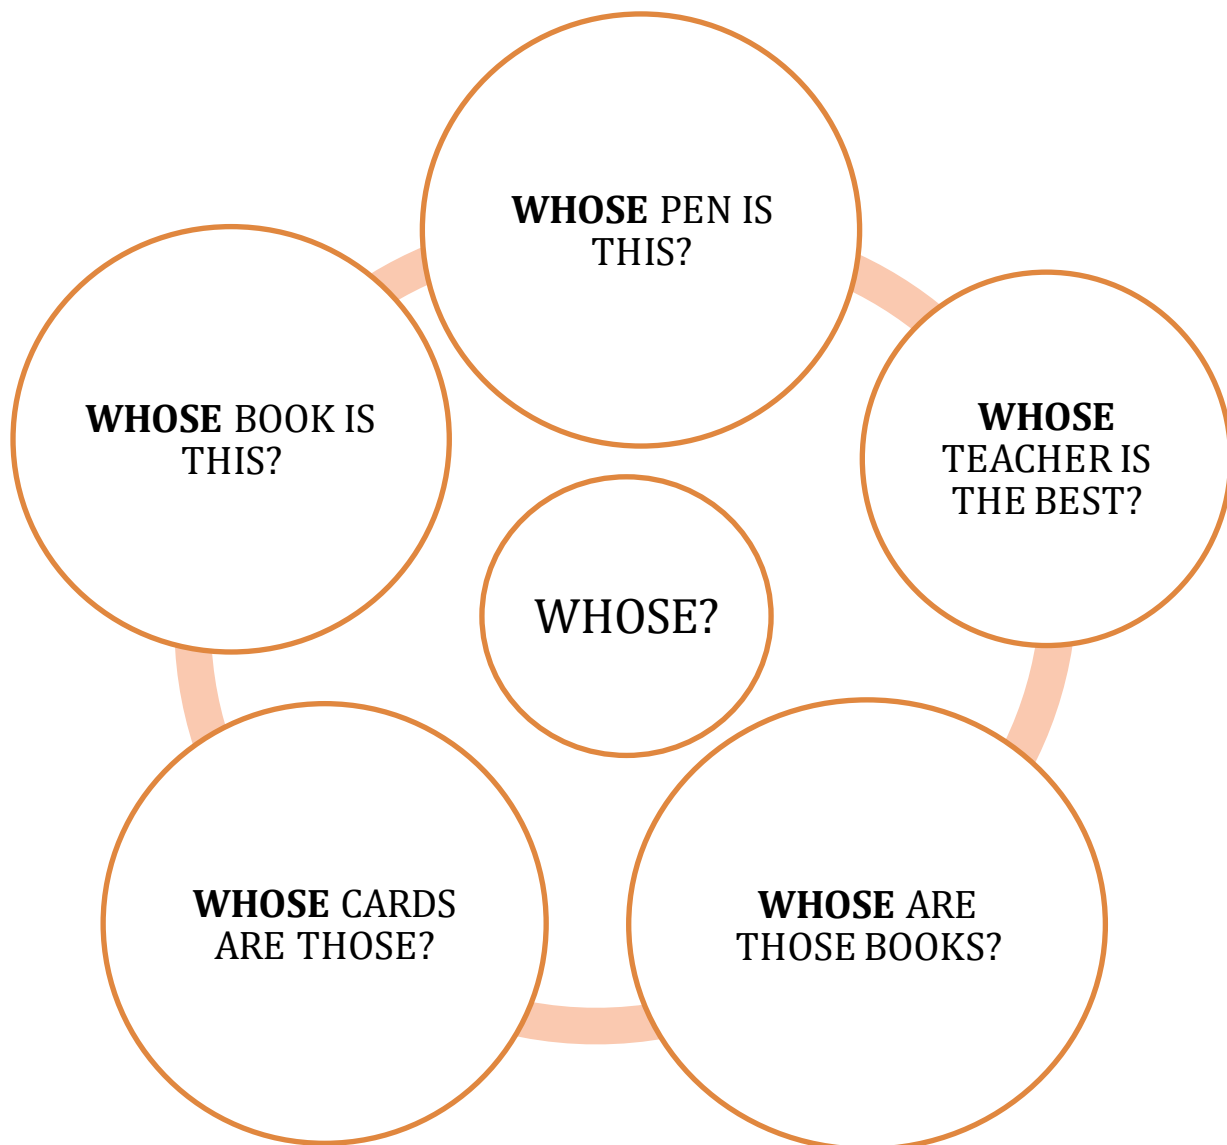 WHOSE PEN IS
THIS?
WHOSE BOOK IS
THIS?
WHOSE
TEACHER IS
THE BEST?
WHOSE?
WHOSE CARDS
ARE THOSE?
WHOSE ARE
THOSE BOOKS?